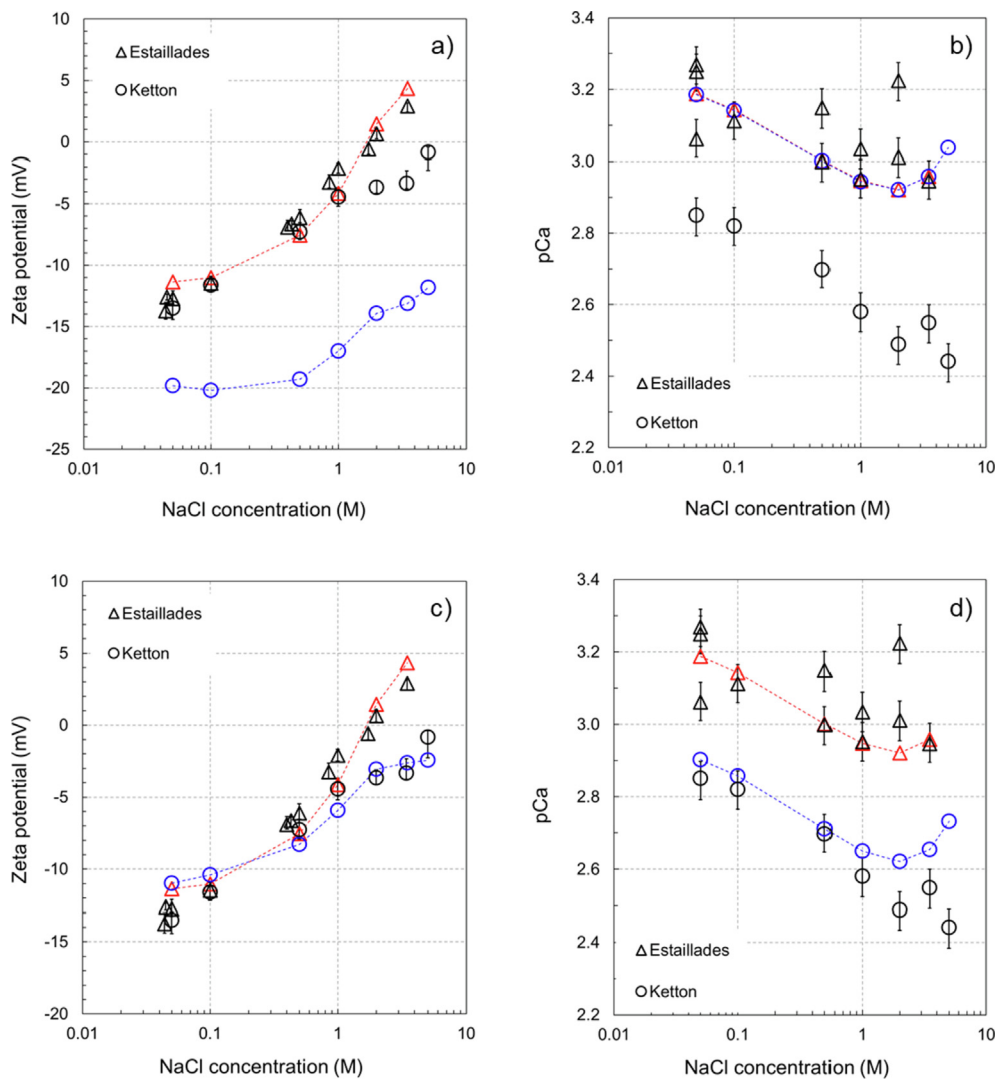 a)
Estaillades
Ketton
10
5
0
-5
-10
-15
-20
-25
0.01
0.1
1
10
Zeta potential (mV)
NaCl concentration (M)
b)
3.4
3.2
3.0
2.8
2.6
2.4
2.2
Estaillades
Ketton
0.01
0.1
1
10
pCa
NaCl concentration (M)
c)
Estaillades
Ketton
10
5
0
-5
-10
-15
-20
0.01
0.1
1
10
Zeta potential (mV)
NaCl concentration (M)
d)
3.4
3.2
3.0
2.8
2.6
2.4
2.2
Estaillades
Ketton
0.01
0.1
1
10
pCa
NaCl concentration (M)